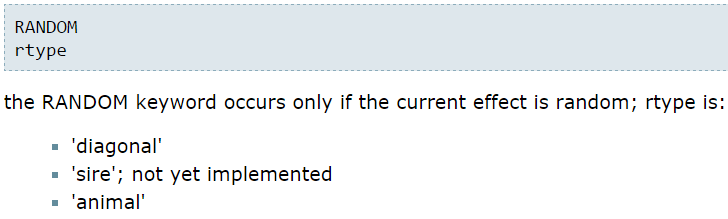 RANDOM
rtype
the RANDOM keyword occurs only if the current effect is random; rtype is:
'diagonal'
'sire'; not yet implemented
'animal'